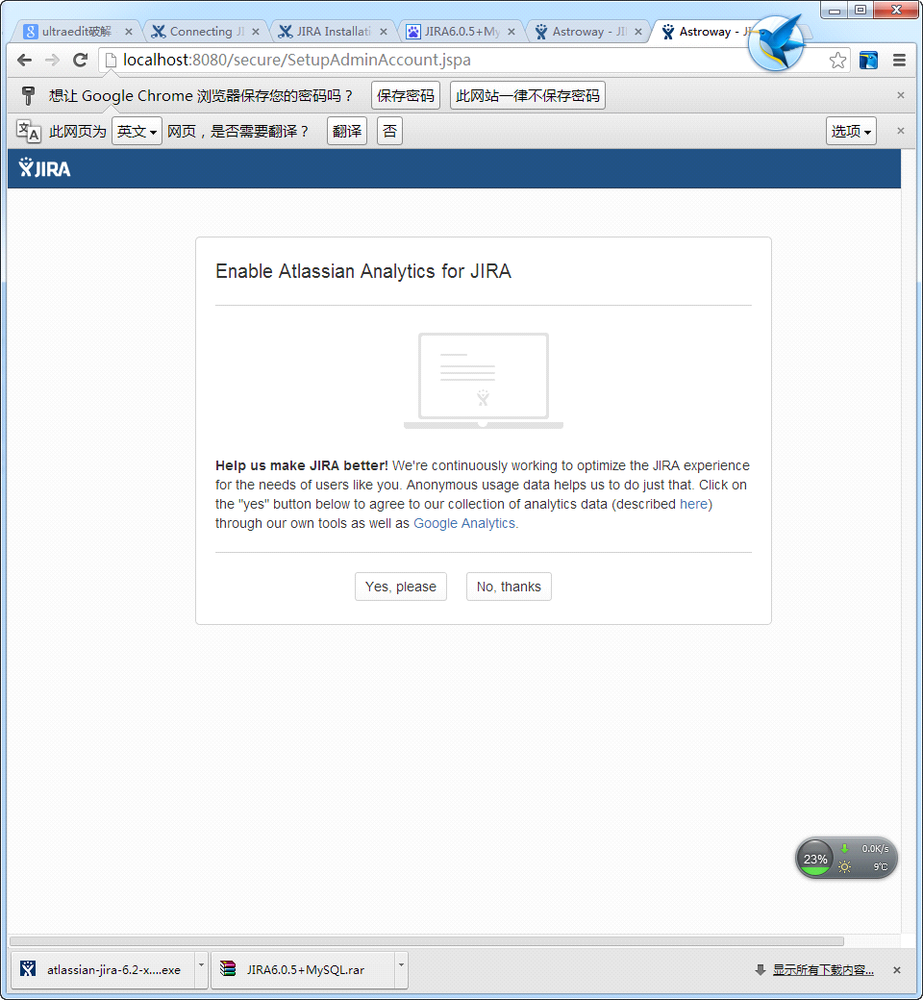 ultraedit破解
Connecting JI
JIRA Installati
JIRA6.0.5+My
Astroway - JI
Astroway - JI
localhost:8080/secure/SetupAdminAccount.jspa
想让 Google Chrome 浏览器保存您的密码吗？ 保存密码 此网站一律不保存密码
此网页为 英文 网页，是否需要翻译？ 翻译 否 选项
JIRA
Enable Atlassian Analytics for JIRA
Help us make JIRA better! We're continuously working to optimize the JIRA experience
for the needs of users like you. Anonymous usage data helps us to do just that. Click on
the "yes" button below to agree to our collection of analytics data (described here)
through our own tools as well as Google Analytics.
Yes, please No, thanks
23% 0.0K/s
9℃
atlassian-jira-6.2-x....exe JIRA6.0.5+MySQL.rar 显示所有下载内容...